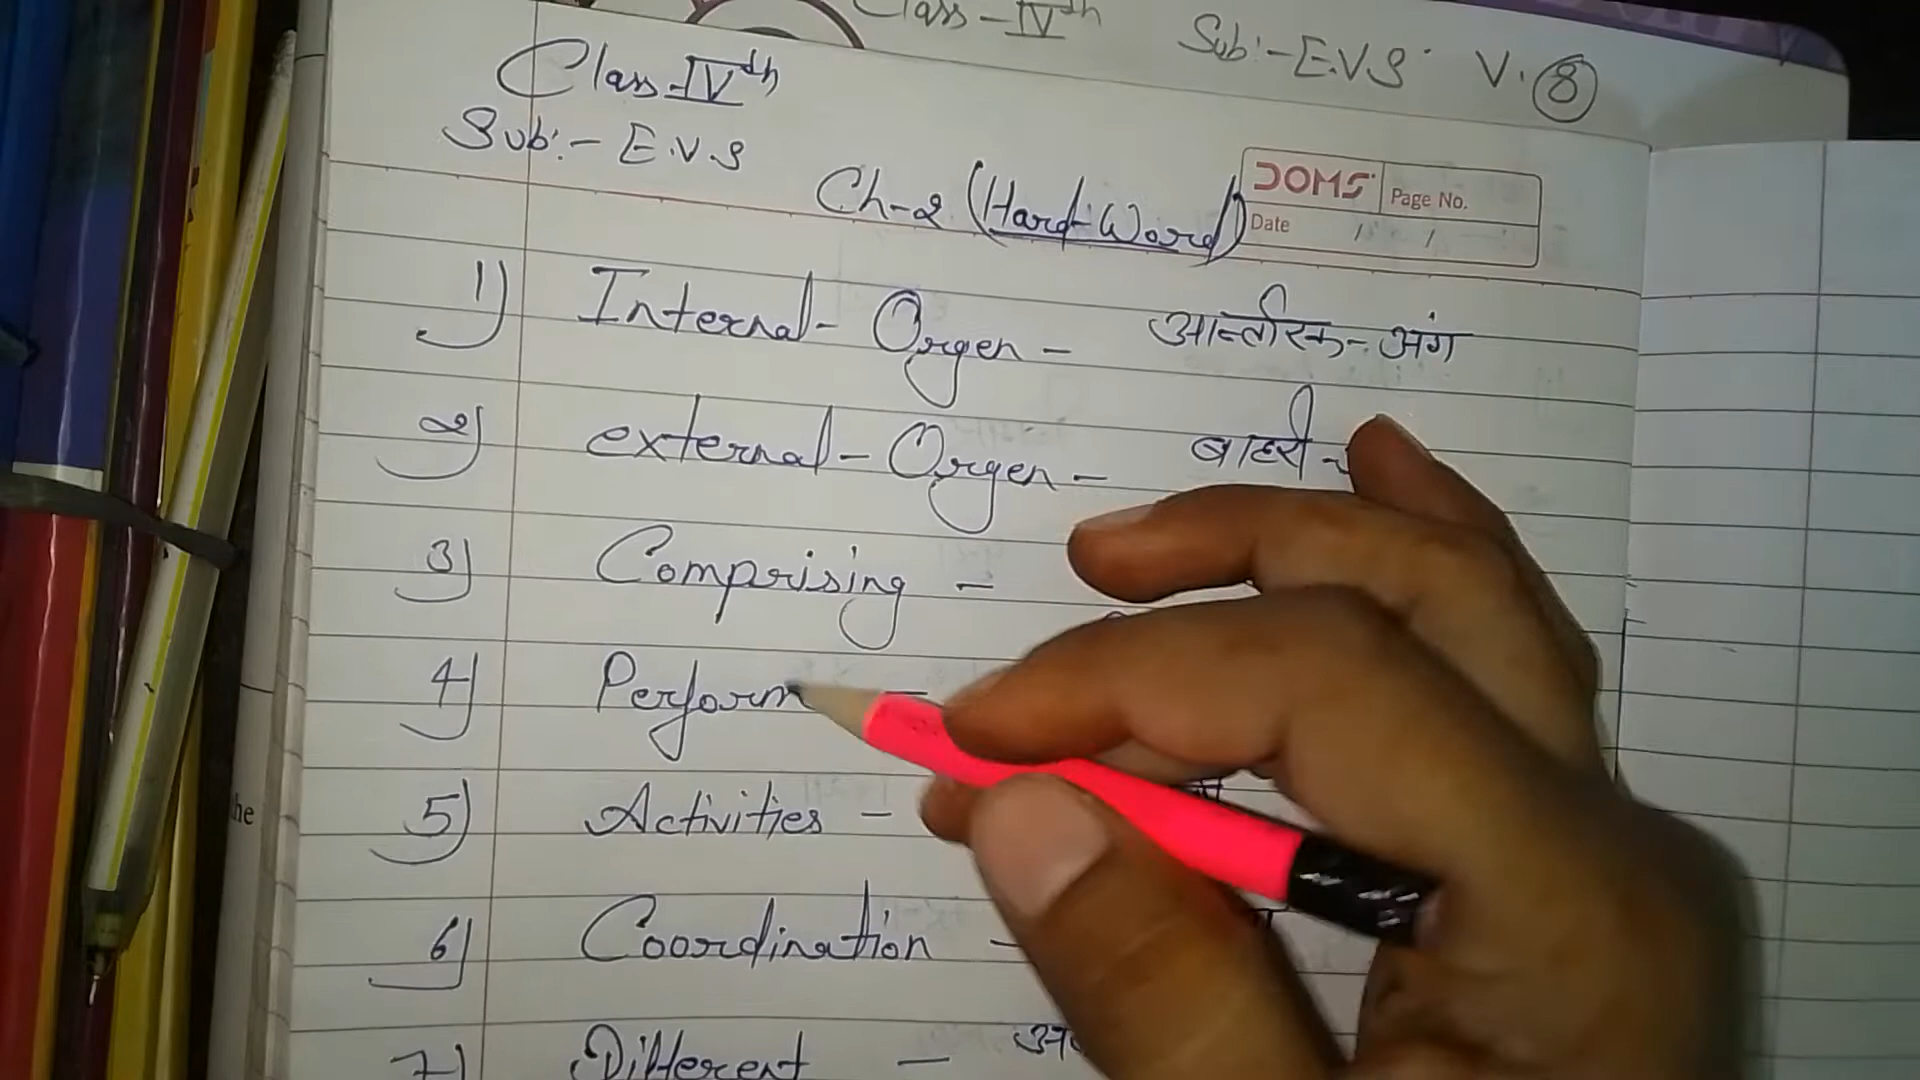 Class-IVth Sub:-E.V.S V.8
Class-IVth
Sub:- E.V.S
DOMS Page No.
Date / /
Ch-2 (Hard-Word)
1) Internal-Orgen- आन्तरिक-अंग
2) external-Orgen- बाहरी-
3) Comprising -
4) Perform -
5) Activities -
6) Coordination -
7) Different -
he